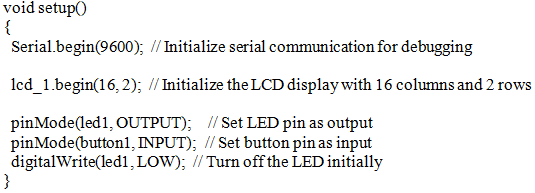 void setup()
{
Serial.begin(9600); // Initialize serial communication for debugging
lcd_1.begin(16, 2); // Initialize the LCD display with 16 columns and 2 rows
pinMode(led1, OUTPUT); // Set LED pin as output
pinMode(button1, INPUT); // Set button pin as input
digitalWrite(led1, LOW); // Turn off the LED initially
}